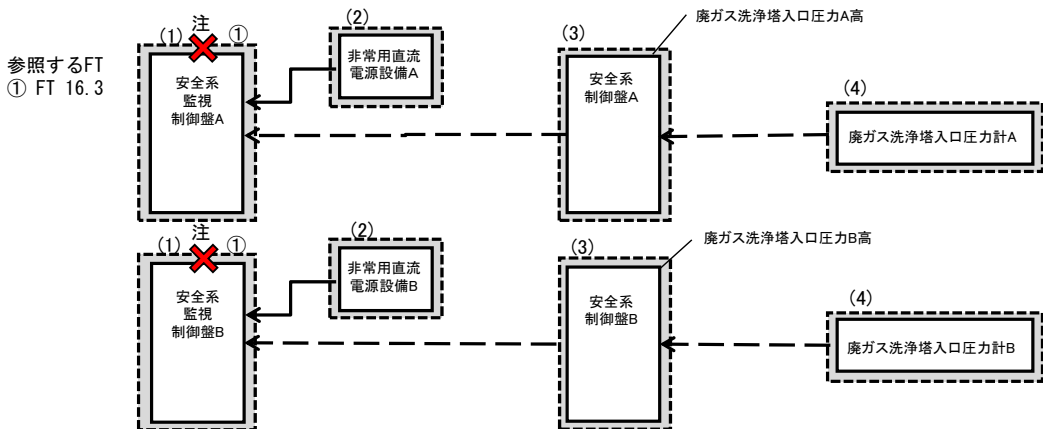 参照するFT
① FT 16.3
(1)
注
①
安全系
監視
制御盤A
(2)
非常用直流
電源設備A
(3)
廃ガス洗浄塔入口圧力A高
安全系
制御盤A
(4)
廃ガス洗浄塔入口圧力計A
(1)
注
①
安全系
監視
制御盤B
(2)
非常用直流
電源設備B
(3)
廃ガス洗浄塔入口圧力B高
安全系
制御盤B
(4)
廃ガス洗浄塔入口圧力計B